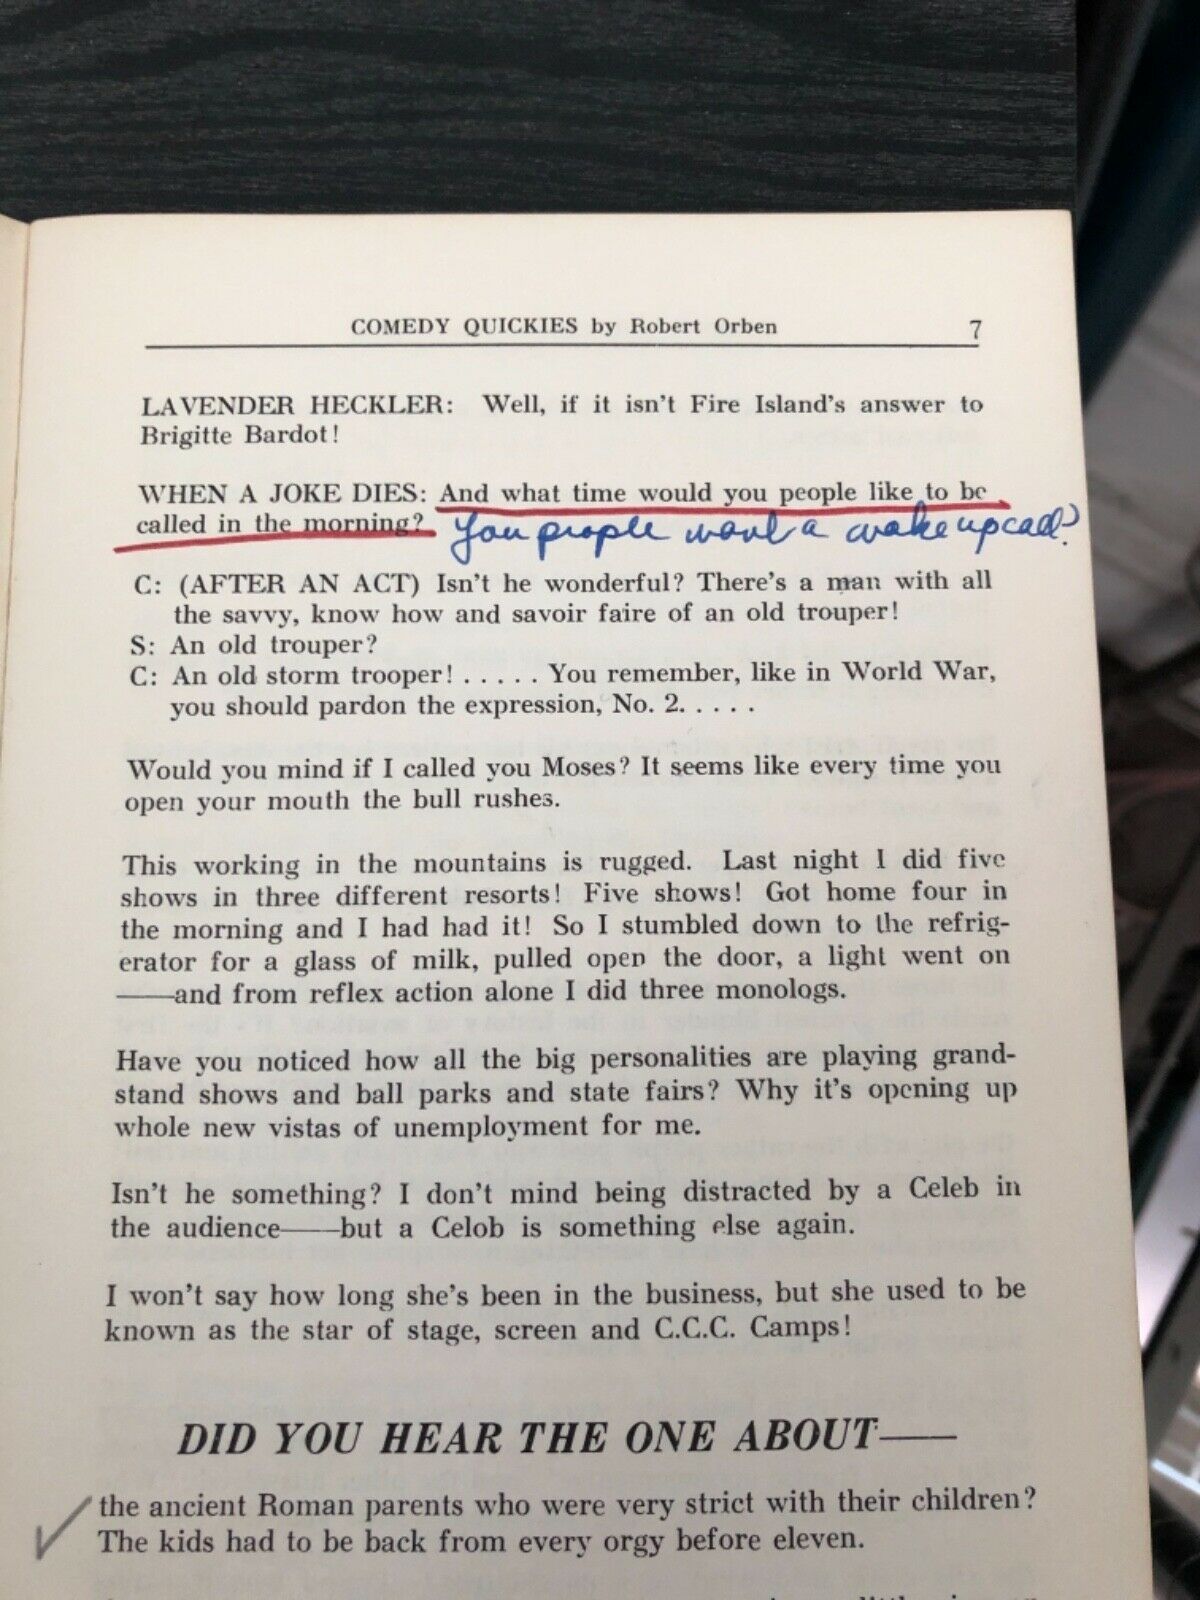 COMEDY QUICKIES by Robert Orben 7
LAVENDER HECKLER: Well, if it isn't Fire Island's answer to
Brigitte Bardot!
WHEN A JOKE DIES: And what time would you people like to be
called in the morning? You people want a wake up call?
C: (AFTER AN ACT) Isn't he wonderful? There's a man with all
the savvy, know how and savoir faire of an old trouper!
S: An old trouper?
C: An old storm trooper! . . . . . You remember, like in World War,
you should pardon the expression, No. 2. . . . .
Would you mind if I called you Moses? It seems like every time you
open your mouth the bull rushes.
This working in the mountains is rugged. Last night I did five
shows in three different resorts! Five shows! Got home four in
the morning and I had had it! So I stumbled down to the refrig-
erator for a glass of milk, pulled open the door, a light went on
——and from reflex action alone I did three monologs.
Have you noticed how all the big personalities are playing grand-
stand shows and ball parks and state fairs? Why it's opening up
whole new vistas of unemployment for me.
Isn't he something? I don't mind being distracted by a Celeb in
the audience——but a Celob is something else again.
I won't say how long she's been in the business, but she used to be
known as the star of stage, screen and C.C.C. Camps!
DID YOU HEAR THE ONE ABOUT——
the ancient Roman parents who were very strict with their children?
The kids had to be back from every orgy before eleven.